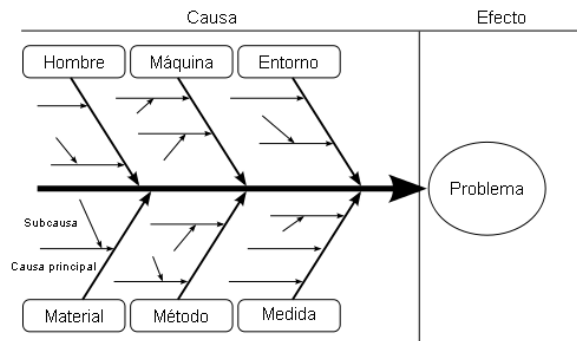 Causa
Efecto
Hombre
Máquina
Entorno
Problema
Subcausa
Causa principal
Material
Método
Medida